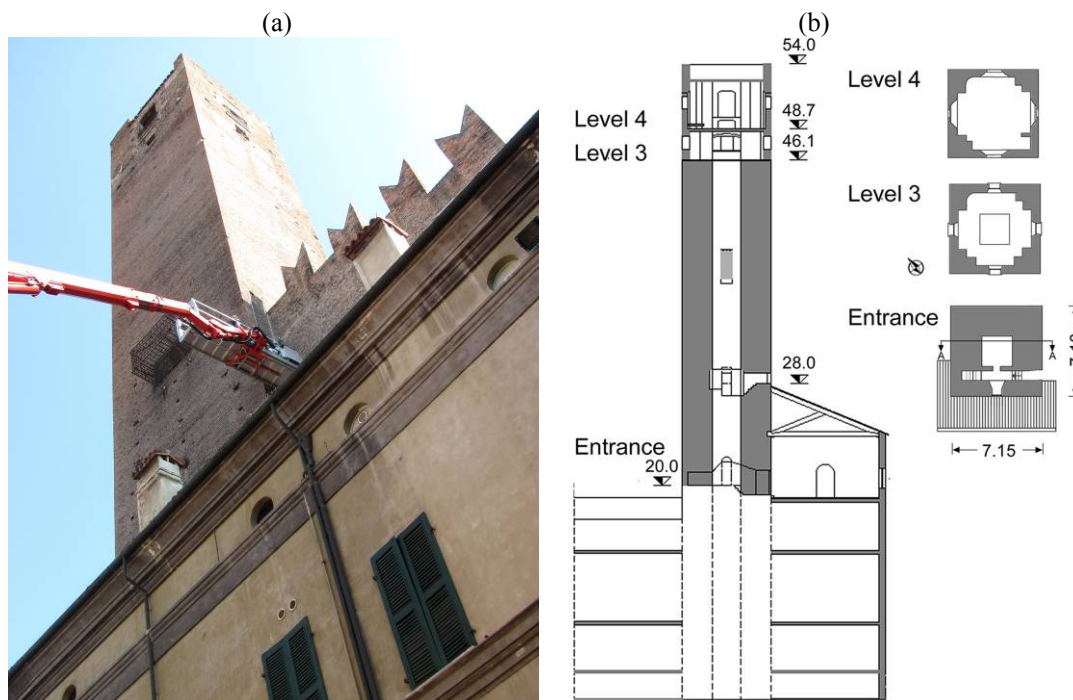 (a)
(b)
54.0
Level 4
48.7
Level 3
46.1
28.0
Entrance
20.0
Level 4
Level 3
Entrance
A
A
7.15